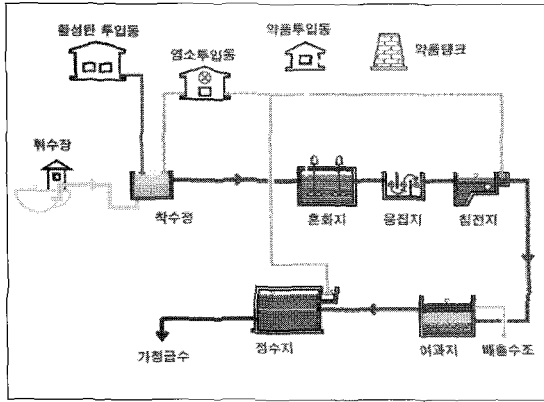 활성탄 투입동
염소투입동
약품투입동
약품탱크
취수장
착수정
혼화지
응집지
침전지
가정급수
정수지
여과지
배출수조